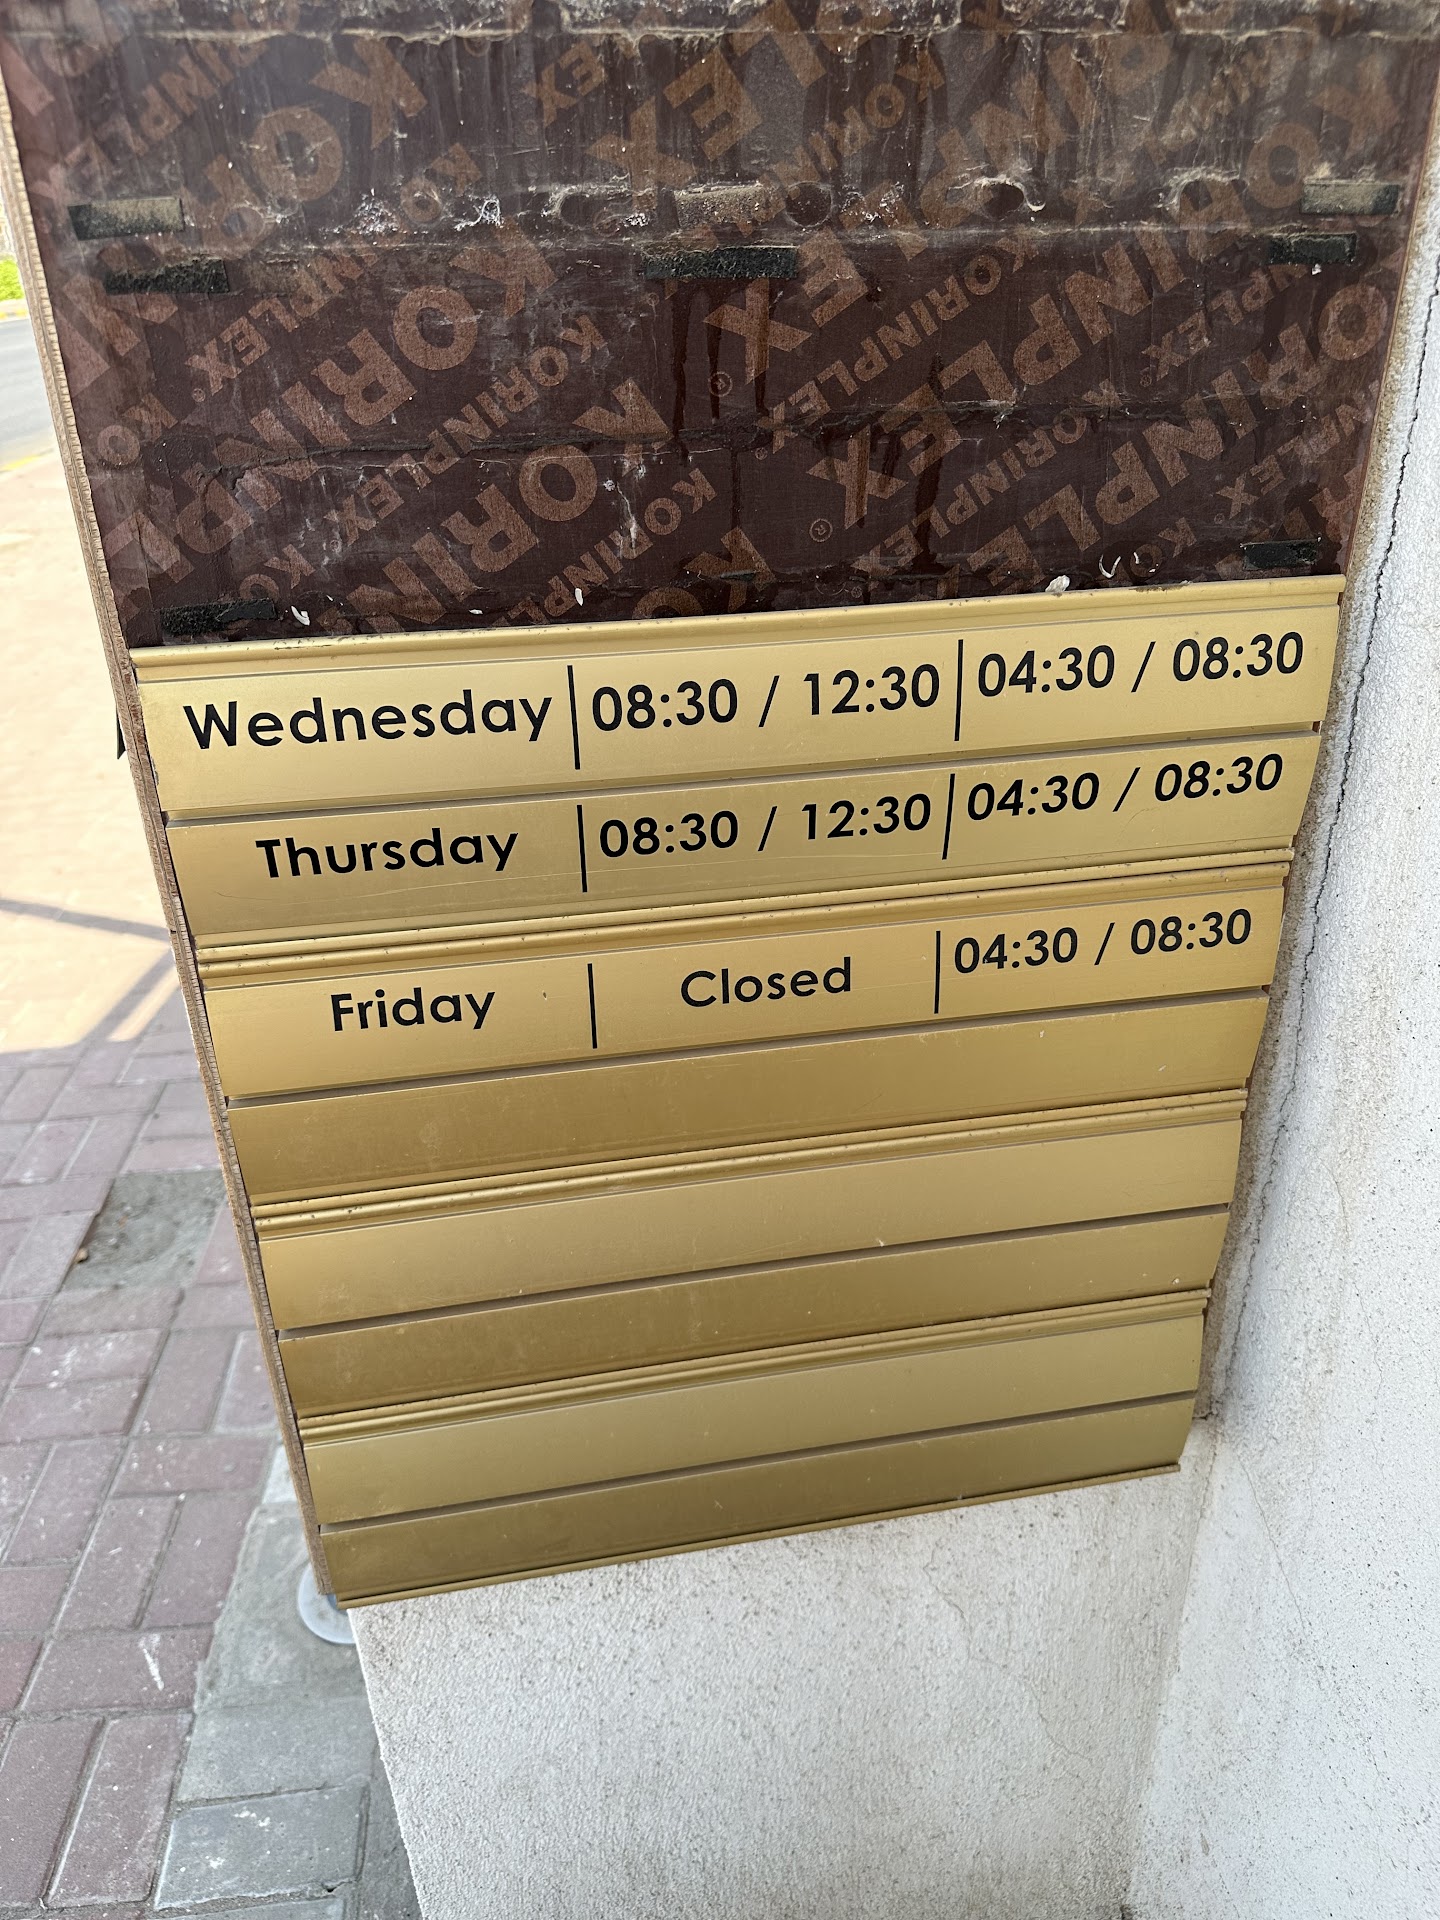 KORINPLEX
Wednesday | 08:30 / 12:30 | 04:30 / 08:30
Thursday | 08:30 / 12:30 | 04:30 / 08:30
Friday | Closed | 04:30 / 08:30